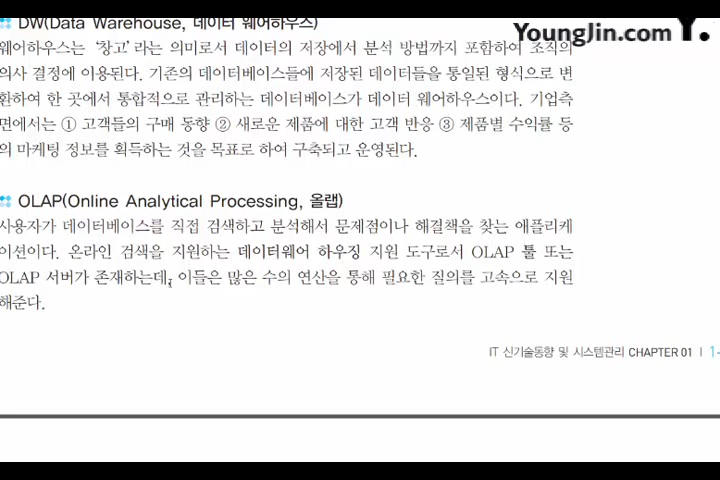 DW(Data Warehouse, 데이터 웨어하우스)
YoungJin.com Y.
웨어하우스는 ‘창고’라는 의미로서 데이터의 저장에서 분석 방법까지 포함하여 조직의
의사 결정에 이용된다. 기존의 데이터베이스들에 저장된 데이터들을 통일된 형식으로 변
환하여 한 곳에서 통합적으로 관리하는 데이터베이스가 데이터 웨어하우스이다. 기업측
면에서는 ① 고객들의 구매 동향 ② 새로운 제품에 대한 고객 반응 ③ 제품별 수익률 등
의 마케팅 정보를 획득하는 것을 목표로 하여 구축되고 운영된다.
OLAP(Online Analytical Processing, 올랩)
사용자가 데이터베이스를 직접 검색하고 분석해서 문제점이나 해결책을 찾는 애플리케
이션이다. 온라인 검색을 지원하는 데이터웨어 하우징 지원 도구로서 OLAP 툴 또는
OLAP 서버가 존재하는데, 이들은 많은 수의 연산을 통해 필요한 질의를 고속으로 지원
해준다.
IT 신기술동향 및 시스템관리 CHAPTER 01 | 1-